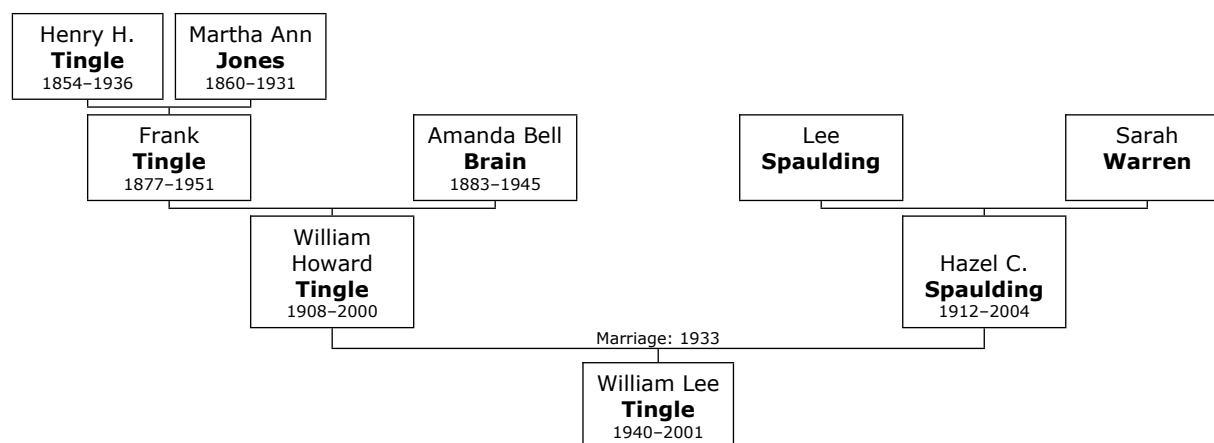 Henry H.
Tingle
1854–1936
Martha Ann
Jones
1860–1931
Frank
Tingle
1877–1951
Amanda Bell
Brain
1883–1945
Lee
Spaulding
Sarah
Warren
William
Howard
Tingle
1908–2000
Hazel C.
Spaulding
1912–2004
Marriage: 1933
William Lee
Tingle
1940–2001